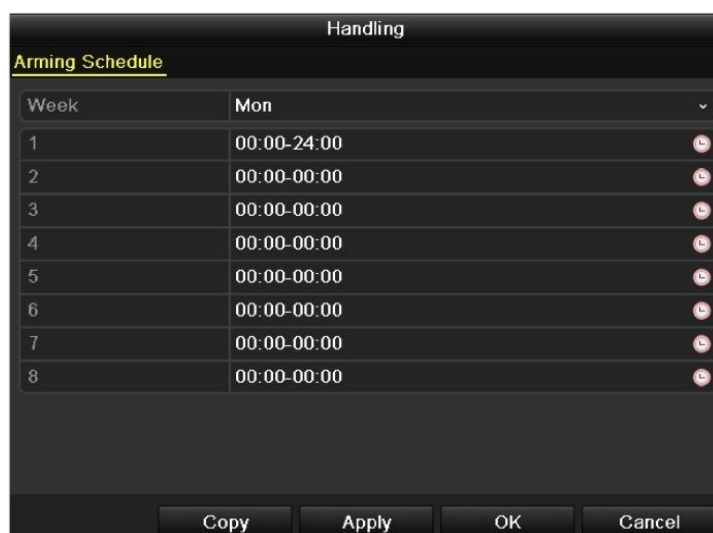 Handling
Arming Schedule
Week Mon
1 00:00-24:00
2 00:00-00:00
3 00:00-00:00
4 00:00-00:00
5 00:00-00:00
6 00:00-00:00
7 00:00-00:00
8 00:00-00:00
Copy Apply OK Cancel